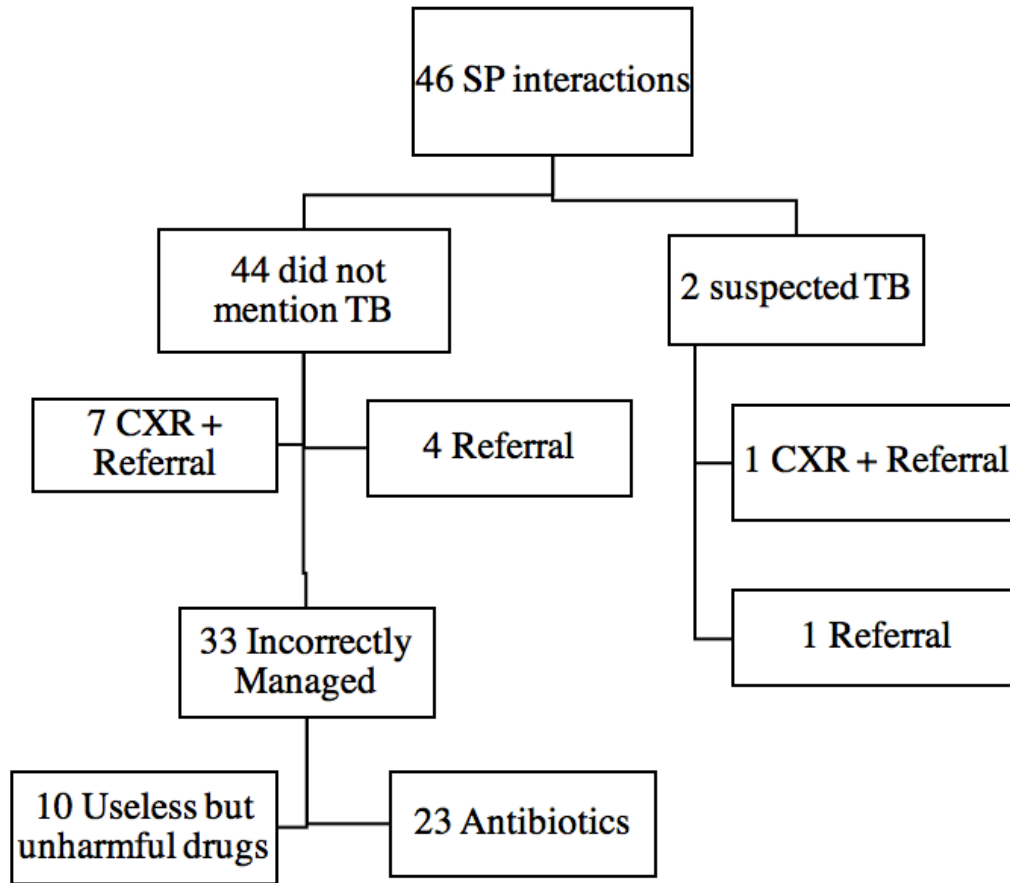 46 SP interactions
44 did not
mention TB
2 suspected TB
7 CXR +
Referral
4 Referral
1 CXR + Referral
1 Referral
33 Incorrectly
Managed
10 Useless but
unharmful drugs
23 Antibiotics